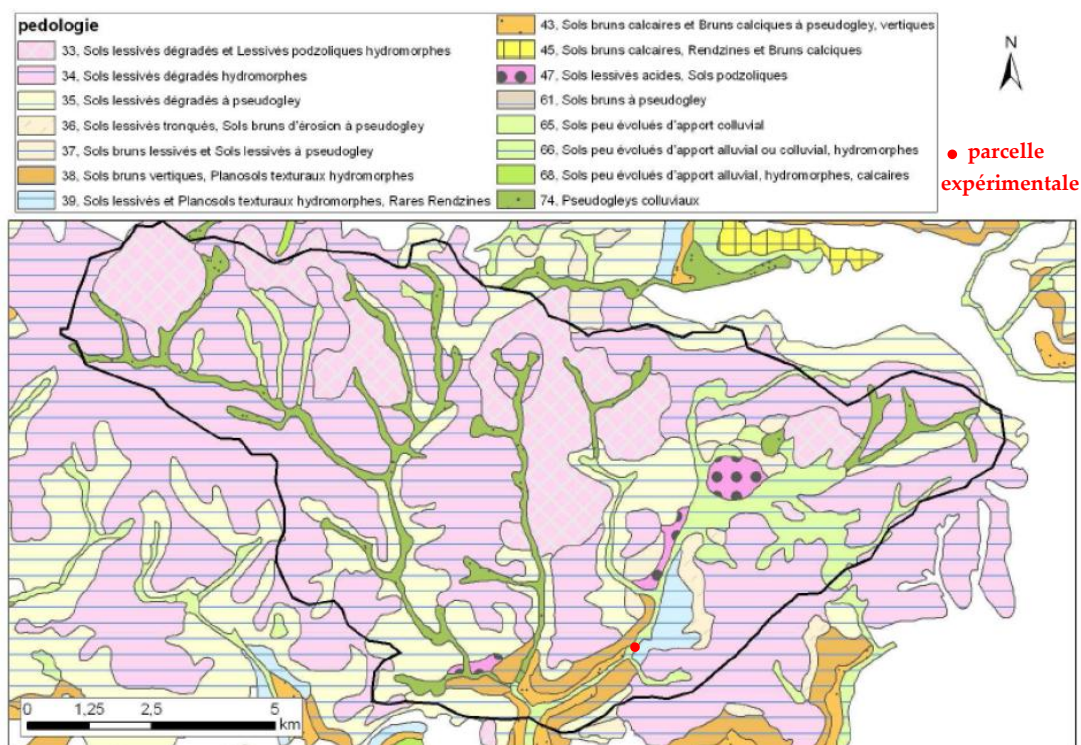 pedologie
33, Sols lessivés dégradés et Lessivés podzoliques hydromorphes
34, Sols lessivés dégradés hydromorphes
35, Sols lessivés dégradés à pseudogley
36, Sols lessivés tronqués, Sols bruns d'érosion à pseudogley
37, Sols bruns lessivés et Sols lessivés à pseudogley
38, Sols bruns vertiques, Planosols texturaux hydromorphes
39, Sols lessivés et Planosols texturaux hydromorphes, Rares Rendzines
43, Sols bruns calcaires et Bruns calciques à pseudogley, vertiques
45, Sols bruns calcaires, Rendzines et Bruns calciques
47, Sols lessivés acides, Sols podzoliques
61, Sols bruns à pseudogley
65, Sols peu évolués d'apport colluvial
66, Sols peu évolués d'apport alluvial ou colluvial, hydromorphes
68, Sols peu évolués d'apport alluvial, hydromorphes, calcaires
74, Pseudogleys colluviaux
N
parcelle
expérimentale
0 1,25 2,5 5
km